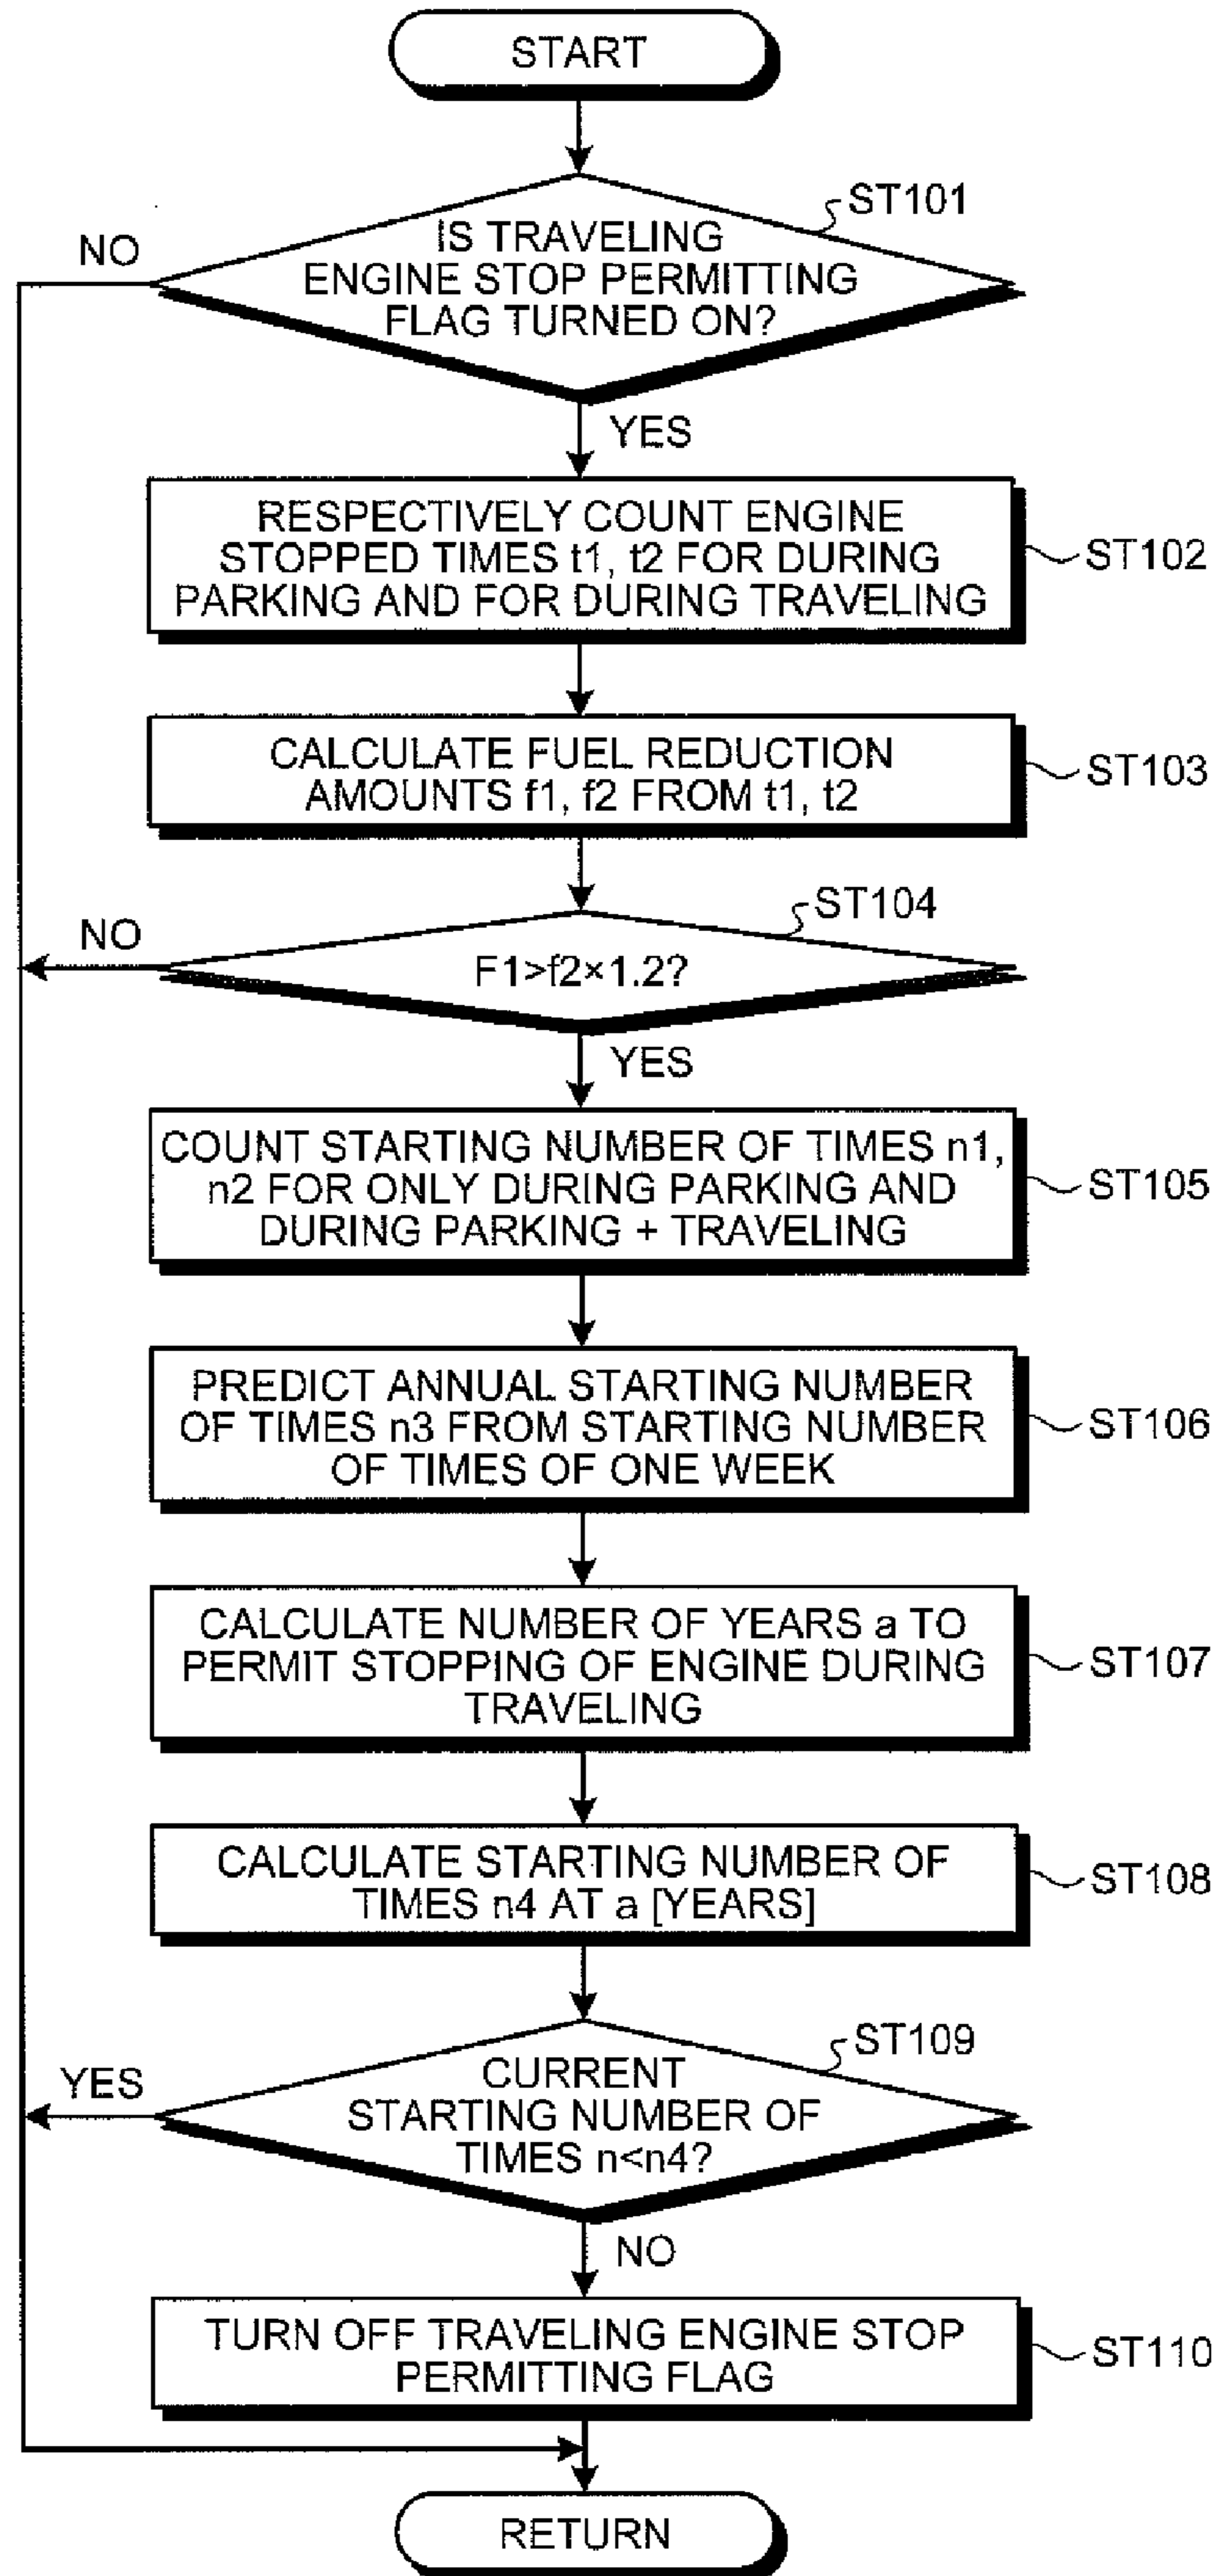 START
ST101
NO
IS TRAVELING
ENGINE STOP PERMITTING
FLAG TURNED ON?
YES
RESPECTIVELY COUNT ENGINE
STOPPED TIMES t1, t2 FOR DURING
PARKING AND FOR DURING TRAVELING
ST102
CALCULATE FUEL REDUCTION
AMOUNTS f1, f2 FROM t1, t2
ST103
ST104
NO
F1>f2×1.2?
YES
COUNT STARTING NUMBER OF TIMES n1,
n2 FOR ONLY DURING PARKING AND
DURING PARKING + TRAVELING
ST105
PREDICT ANNUAL STARTING NUMBER
OF TIMES n3 FROM STARTING NUMBER
OF TIMES OF ONE WEEK
ST106
CALCULATE NUMBER OF YEARS a TO
PERMIT STOPPING OF ENGINE DURING
TRAVELING
ST107
CALCULATE STARTING NUMBER OF
TIMES n4 AT a [YEARS]
ST108
ST109
YES
CURRENT
STARTING NUMBER OF
TIMES n<n4?
NO
TURN OFF TRAVELING ENGINE STOP
PERMITTING FLAG
ST110
RETURN